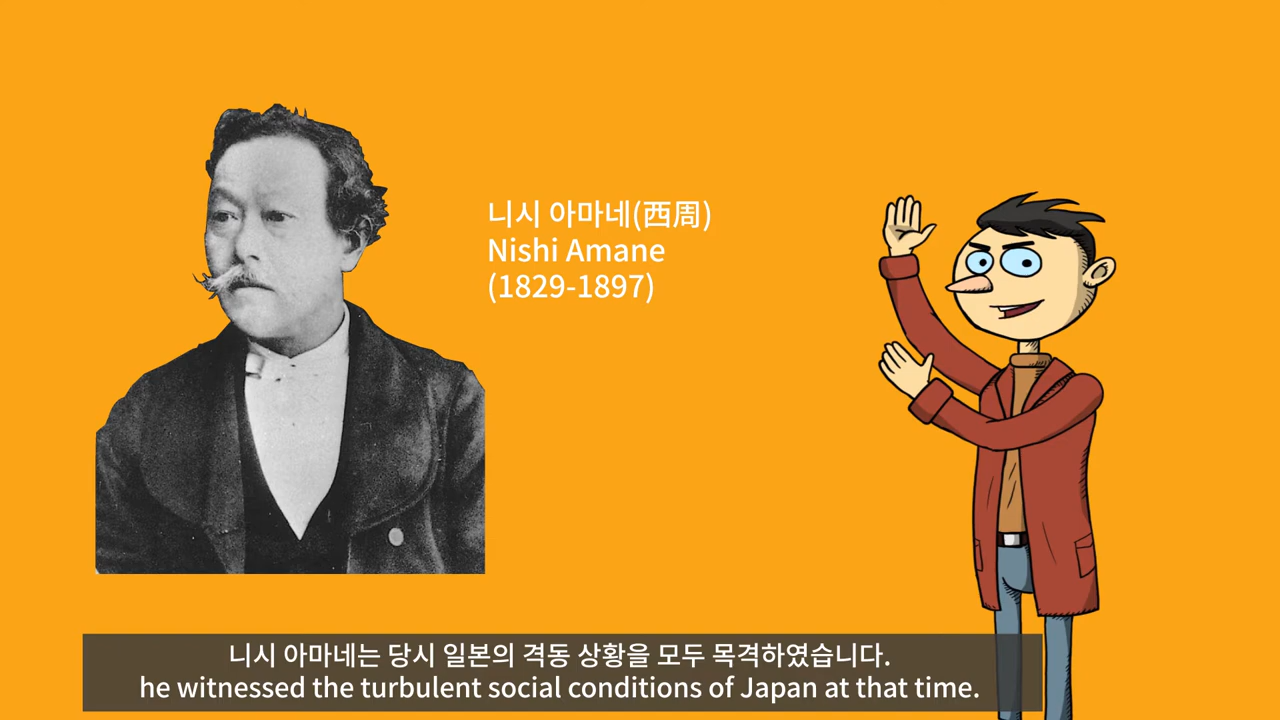 니시 아마네(西周)
Nishi Amane
(1829-1897)
니시 아마네는 당시 일본의 격동 상황을 모두 목격하였습니다.
he witnessed the turbulent social conditions of Japan at that time.